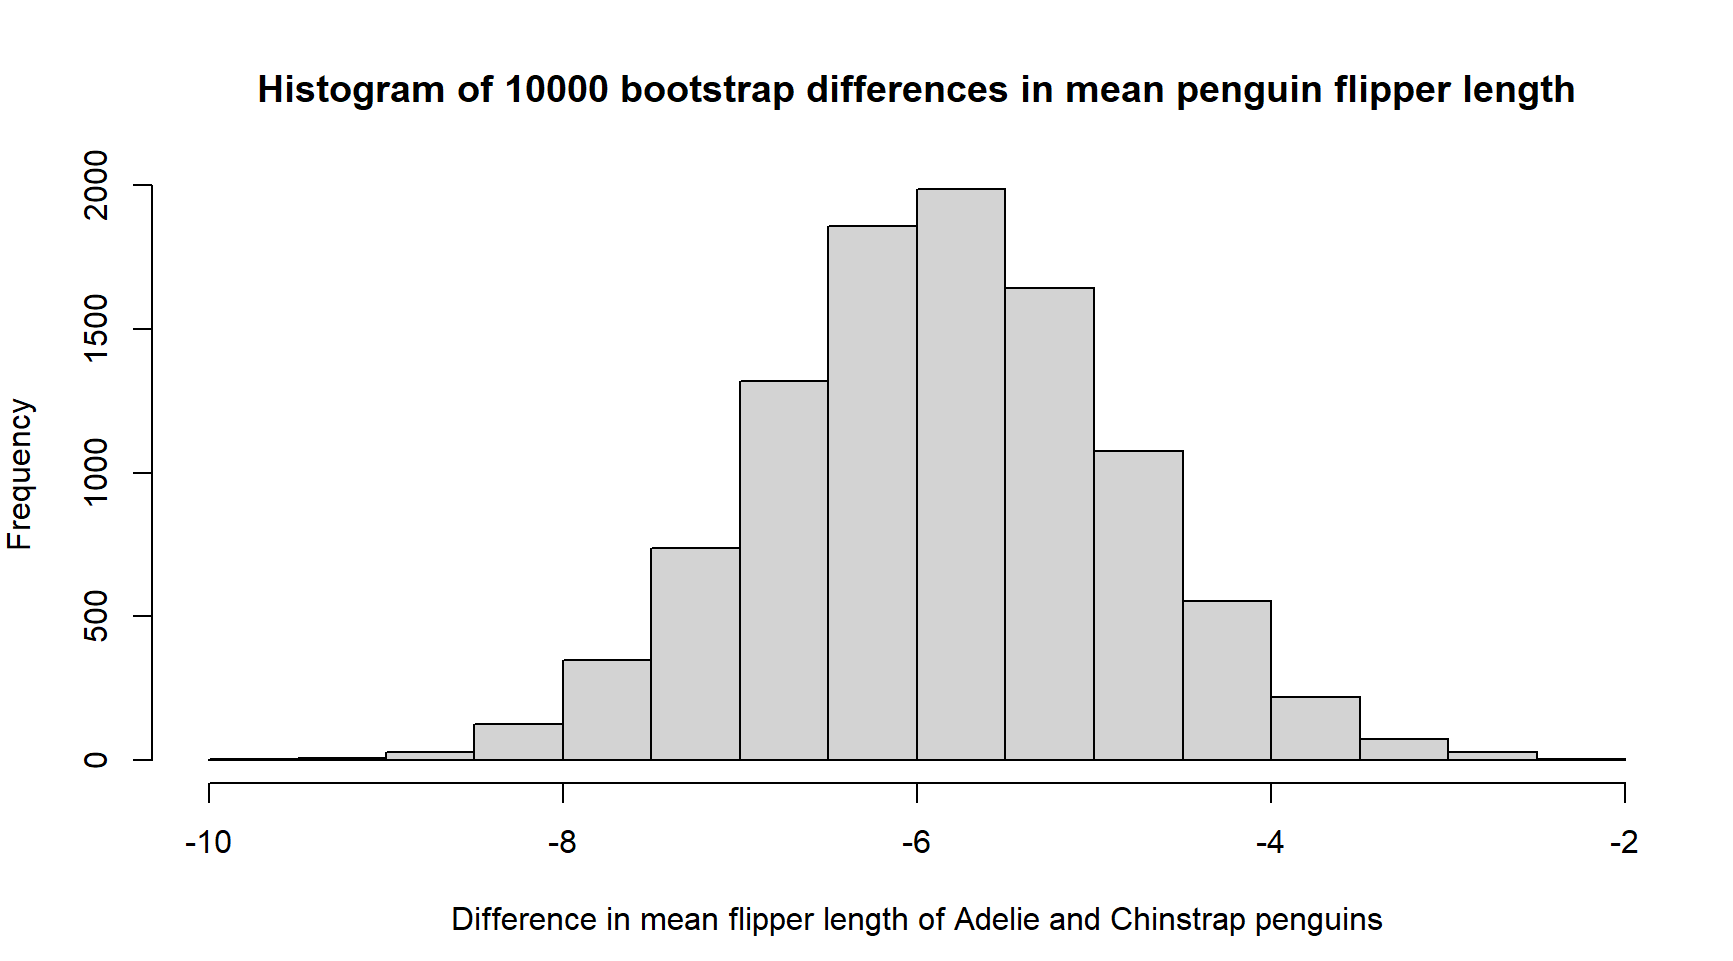 Histogram of 10000 bootstrap differences in mean penguin flipper length
Frequency
2000
1500
1000
500
0
-10 -8 -6 -4 -2
Difference in mean flipper length of Adelie and Chinstrap penguins